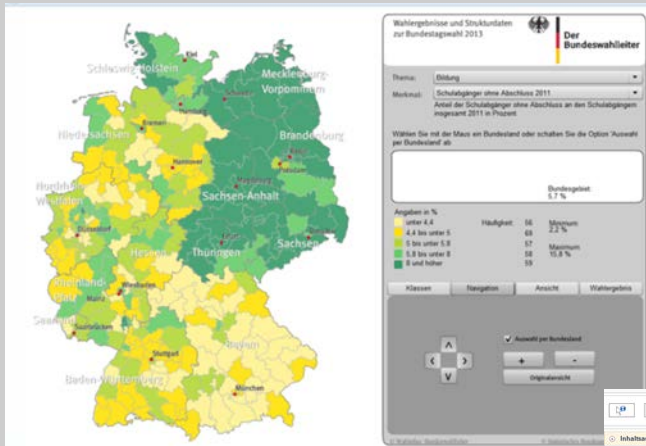 Kiel
Schleswig-Holstein
Mecklenburg-
Vorpommern
Schwerin
Hamburg
Bremen
Niedersachsen
Brandenburg
Berlin
Potsdam
Hannover
Magdeburg
Sachsen-Anhalt
Nordrhein-
Westfalen
Düsseldorf
Dresden
Sachsen
Erfurt
Thüringen
Hessen
Rheinland-
Pfalz
Wiesbaden
Mainz
Saarland
Saarbrücken
Bayern
Stuttgart
Baden-Württemberg
München
Wahlergebnisse und Strukturdaten
zur Bundestagswahl 2013
Der
Bundeswahlleiter
Thema: Bildung
Merkmal: Schulabgänger ohne Abschluss 2011
Anteil der Schulabgänger ohne Abschluss an den Schulabgängern
insgesamt 2011 in Prozent
Wählen Sie mit der Maus ein Bundesland oder schalten Sie die Option 'Auswahl
per Bundesland' ab
Bundesgebiet
5,7 %
Angaben in %
unter 4,4 Häufigkeit: 56 Minimum
4,4 bis unter 5 69 2,2 %
5 bis unter 5,8 57 Maximum
5,8 bis unter 8 58 15,8 %
8 und höher 59
Klassen Navigation Ansicht Wahlergebnis
Auswahl per Bundesland
+ -
Originalansicht
Inhaltsa